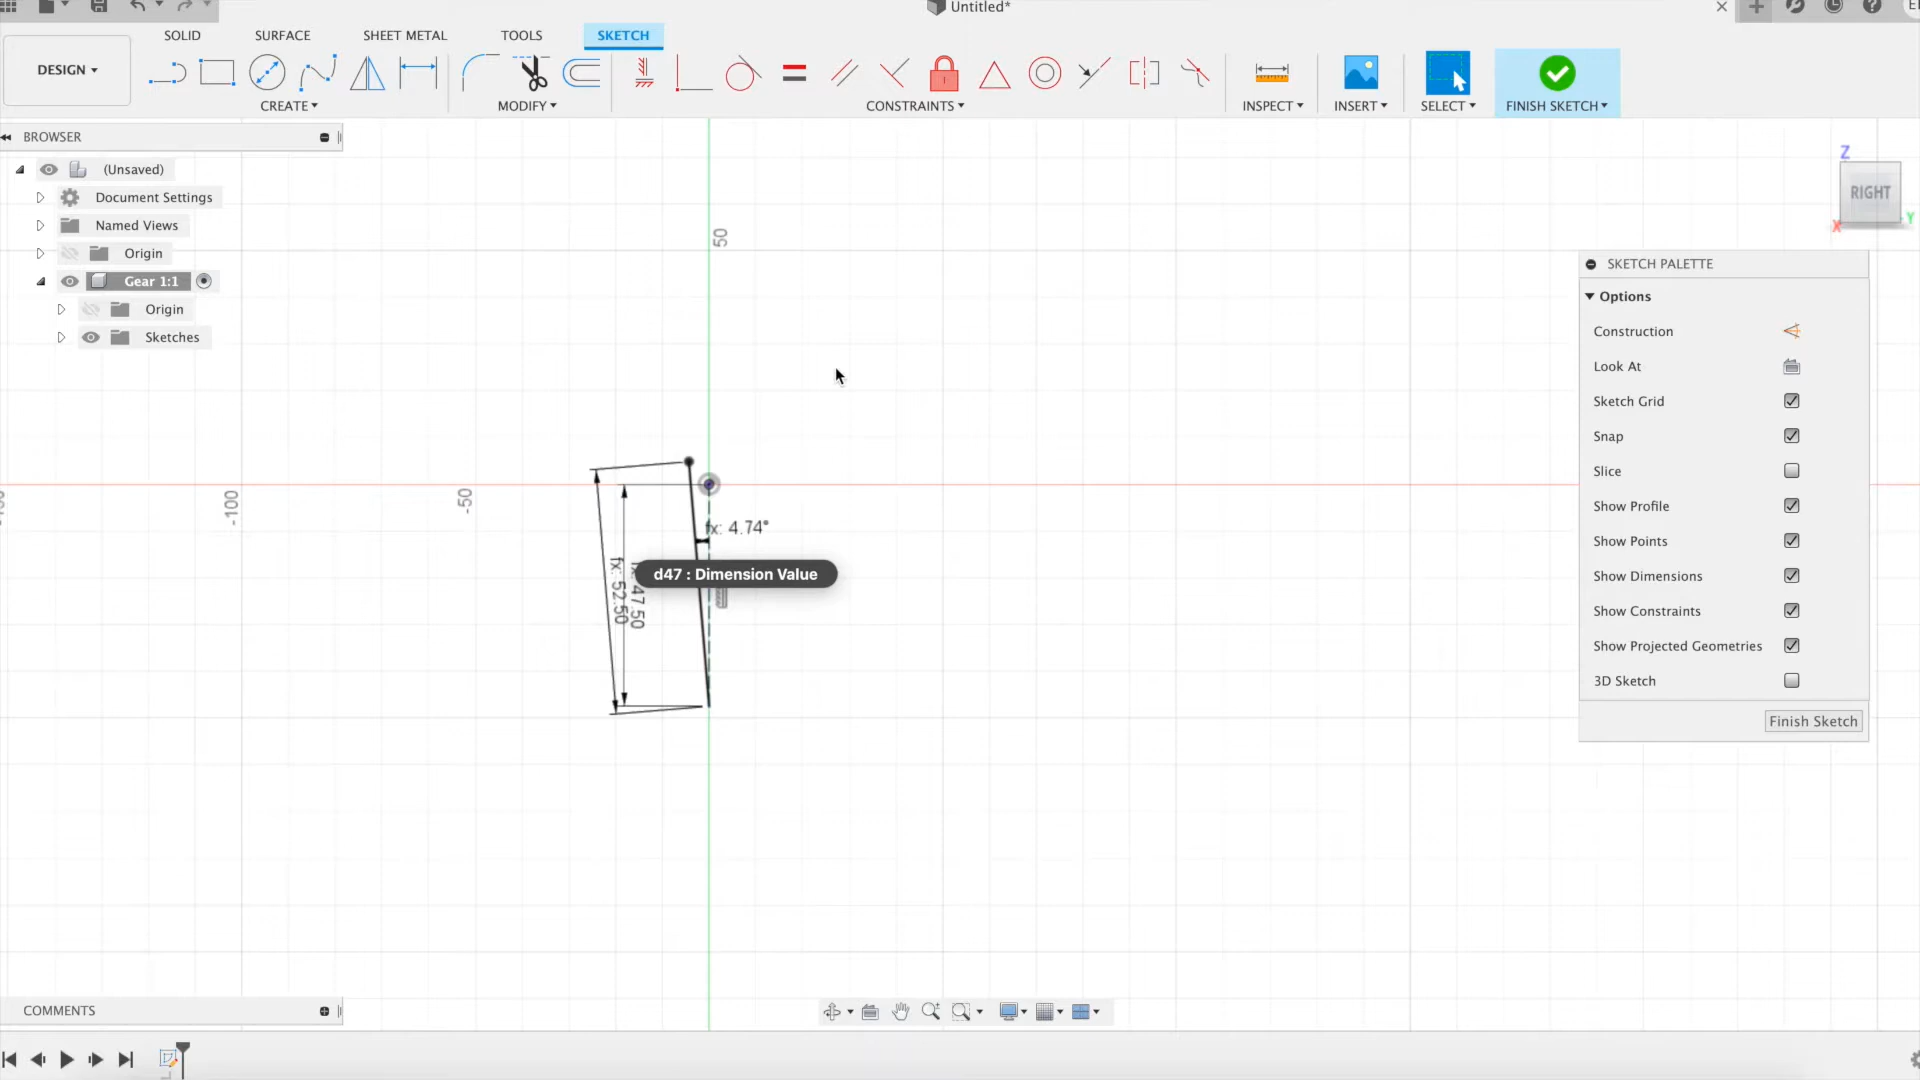 Untitled*
SOLID
SURFACE
SHEET METAL
TOOLS
SKETCH
DESIGN
CREATE
MODIFY
CONSTRAINTS
INSPECT
INSERT
SELECT
FINISH SKETCH
BROWSER
(Unsaved)
Document Settings
Named Views
Origin
Gear 1:1
Origin
Sketches
50
-100
-50
fx: 4.74°
fx: 52.50
47.50
d47 : Dimension Value
Z
RIGHT
X
Y
SKETCH PALETTE
Options
Construction
Look At
Sketch Grid
Snap
Slice
Show Profile
Show Points
Show Dimensions
Show Constraints
Show Projected Geometries
3D Sketch
Finish Sketch
COMMENTS